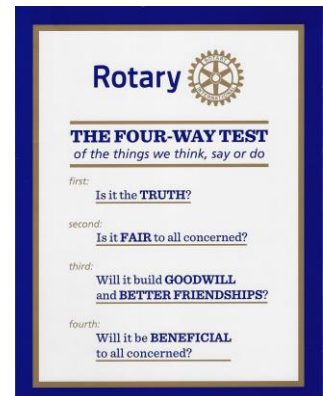 Rotary
ROTARY
INTERNATIONAL
THE FOUR-WAY TEST
of the things we think, say or do
first:
Is it the TRUTH?
second:
Is it FAIR to all concerned?
third:
Will it build GOODWILL
and BETTER FRIENDSHIPS?
fourth:
Will it be BENEFICIAL
to all concerned?